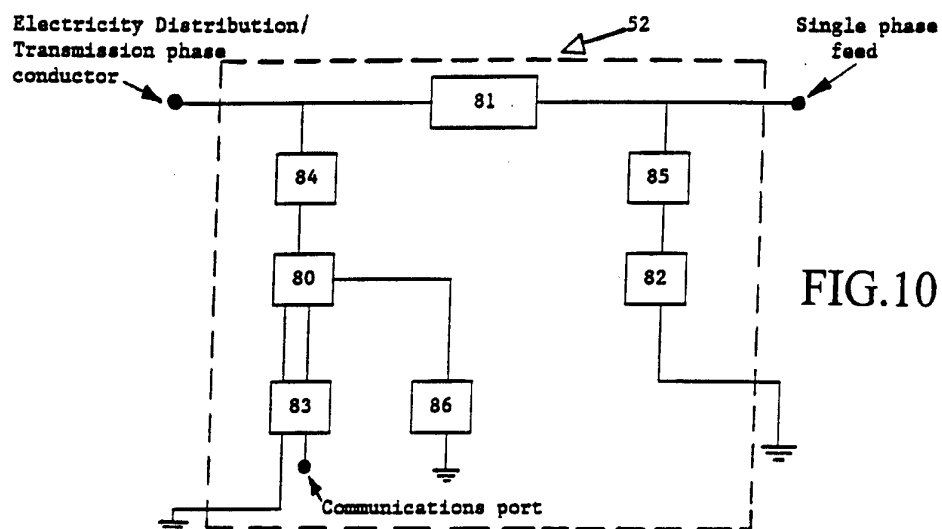 Electricity Distribution/
Transmission phase
conductor
52
Single phase
feed
81
84
85
80
82
FIG.10
83
86
Communications port